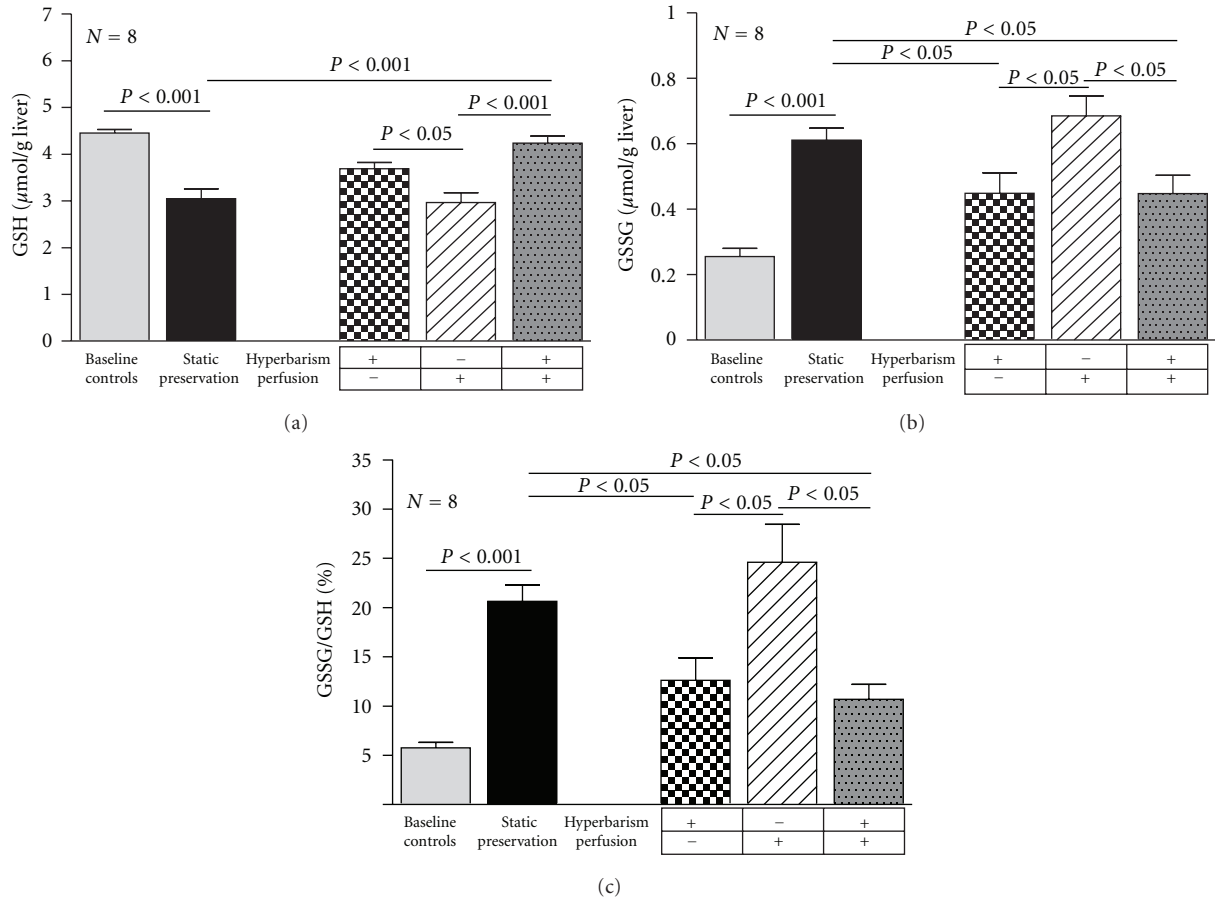 7
6
5
4
3
2
1
0
GSH (µmol/g liver)
N = 8
P < 0.001
P < 0.001
P < 0.001
P < 0.05
Baseline
controls
Static
preservation
Hyperbarism
perfusion
+ − +
− + +
(a)
1
0.8
0.6
0.4
0.2
0
GSSG (µmol/g liver)
N = 8
P < 0.05
P < 0.05
P < 0.05
P < 0.05
P < 0.001
Baseline
controls
Static
preservation
Hyperbarism
perfusion
+ − +
− + +
(b)
35
30
25
20
15
10
5
GSSG/GSH (%)
N = 8
P < 0.05
P < 0.05
P < 0.05
P < 0.05
P < 0.001
Baseline
controls
Static
preservation
Hyperbarism
perfusion
+ − +
− + +
(c)